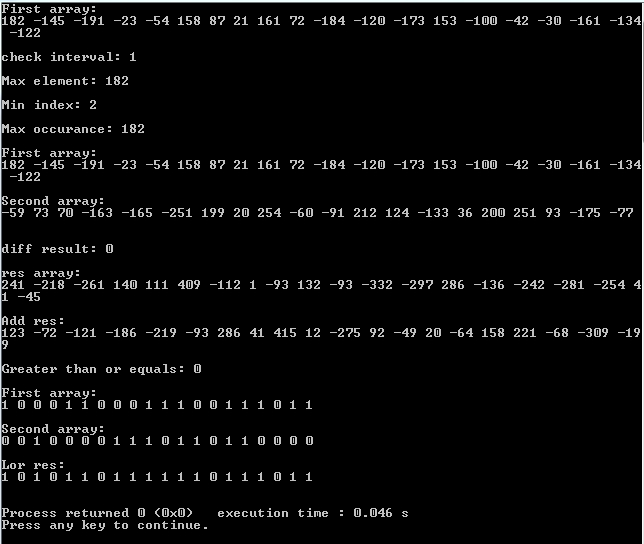 First array:
182 -145 -191 -23 -54 158 87 21 161 72 -184 -120 -173 153 -100 -42 -30 -161 -134
 -122
check interval: 1
Max element: 182
Min index: 2
Max occurance: 182
First array:
182 -145 -191 -23 -54 158 87 21 161 72 -184 -120 -173 153 -100 -42 -30 -161 -134
 -122
Second array:
-59 73 70 -163 -165 -251 199 20 254 -60 -91 212 124 -133 36 200 251 93 -175 -77
diff result: 0
res array:
241 -218 -261 140 111 409 -112 1 -93 132 -93 -332 -297 286 -136 -242 -281 -254 4
1 -45
Add res:
123 -72 -121 -186 -219 -93 286 41 415 12 -275 92 -49 20 -64 158 221 -68 -309 -19
9
Greater than or equals: 0
First array:
1 0 0 0 1 1 0 0 0 1 1 1 0 0 1 1 1 0 1 1
Second array:
0 0 1 0 0 0 0 1 1 1 0 1 1 0 1 1 0 0 0 0
Lor res:
1 0 1 0 1 1 0 1 1 1 1 1 1 0 1 1 1 0 1 1
Process returned 0 (0x0)   execution time : 0.046 s
Press any key to continue.